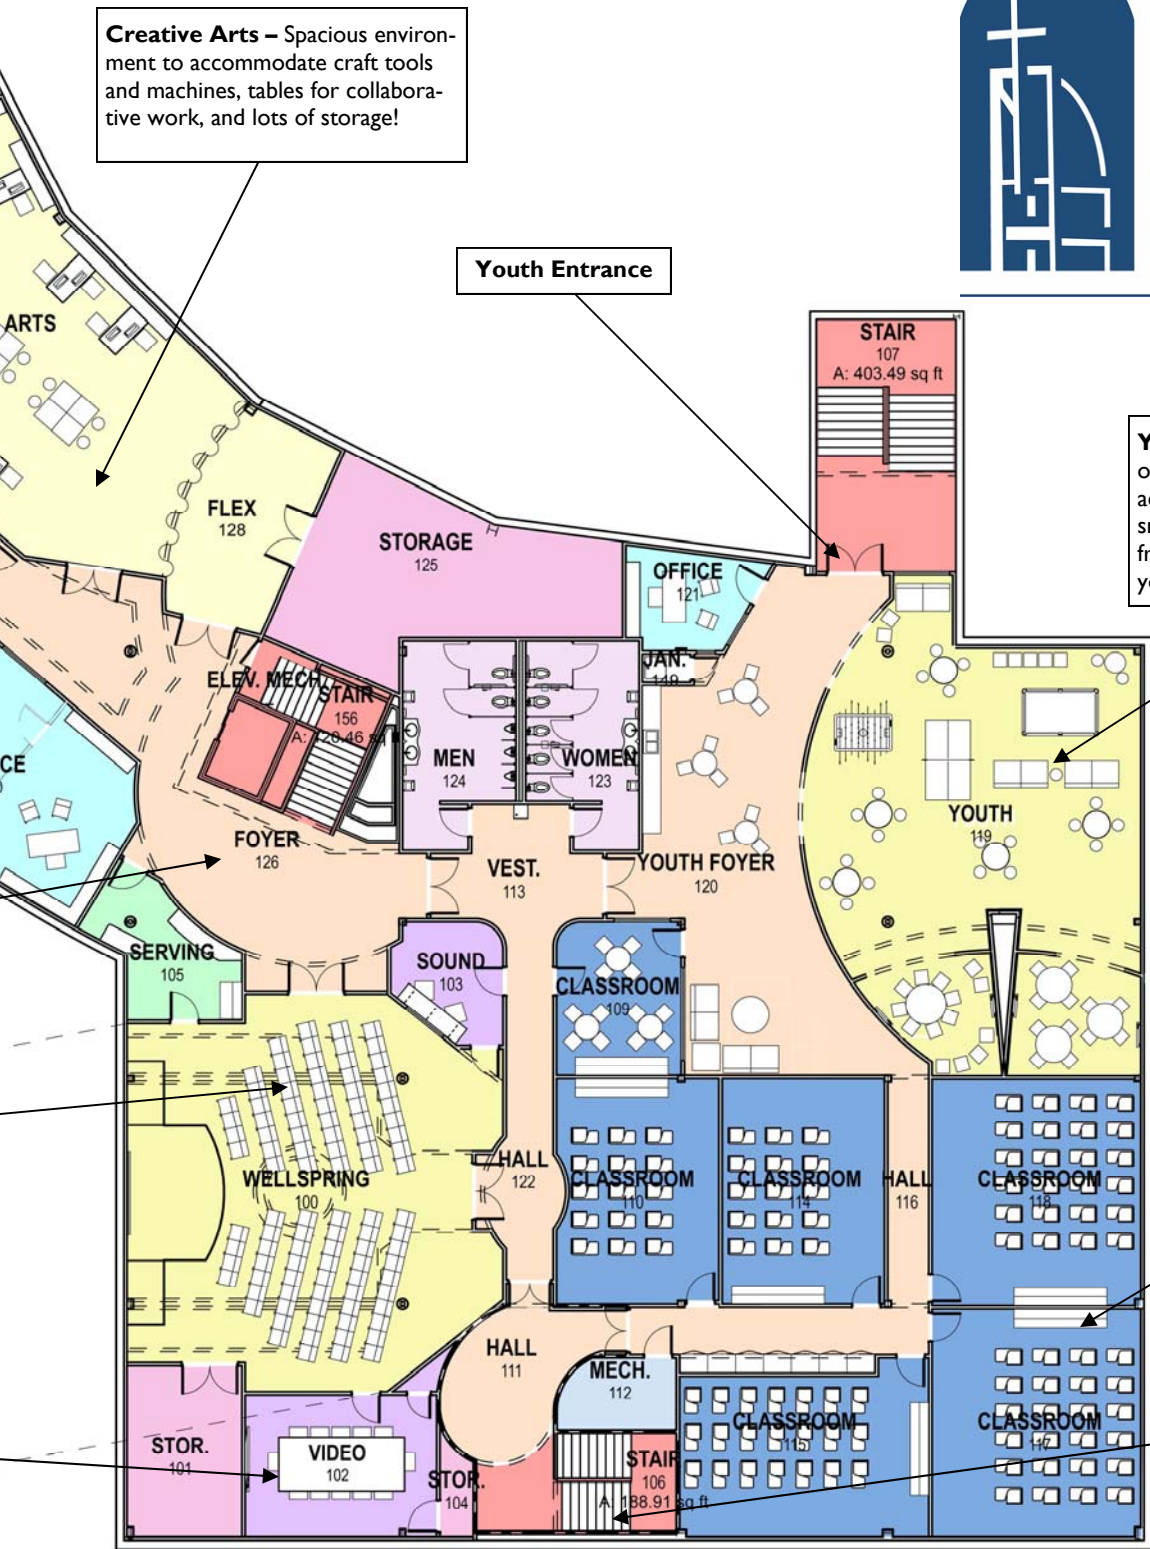 Creative Arts – Spacious environ-
ment to accommodate craft tools
and machines, tables for collabora-
tive work, and lots of storage!
Youth Entrance
STAIR
107
A: 403.49 sq ft
ARTS
FLEX
128
STORAGE
125
OFFICE
121
JAN.
ELEV. MECH.
STAIR
156
MEN
124
WOMEN
123
CE
FOYER
126
VEST.
113
YOUTH FOYER
120
YOUTH
119
SERVING
105
SOUND
103
CLASSROOM
109
WELLSPRING
100
HALL
122
CLASSROOM
110
CLASSROOM
114
HALL
116
CLASSROOM
118
HALL
111
MECH.
112
STOR.
101
VIDEO
102
STOR.
104
STAIR
106
A: 188.91 sq ft
CLASSROOM
115
CLASSROOM
117